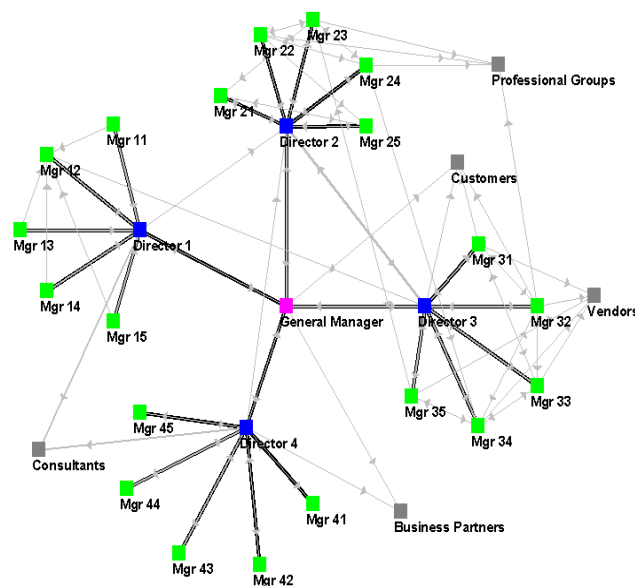 Mgr 23
Mgr 22
Mgr 24
Professional Groups
Mgr 21
Mgr 11
Mgr 25
Director 2
Mgr 12
Customers
Mgr 13
Director 1
Mgr 31
Mgr 14
General Manager
Director 3
Mgr 32
Vendors
Mgr 15
Mgr 33
Mgr 35
Mgr 45
Mgr 34
Director 4
Consultants
Mgr 44
Mgr 41
Business Partners
Mgr 43
Mgr 42